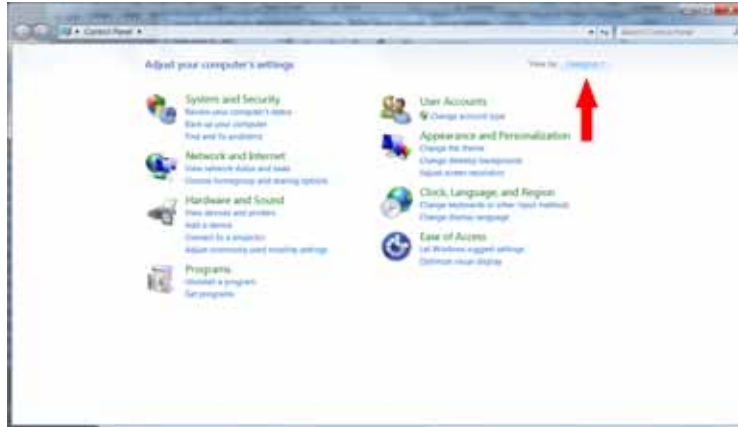 Control Panel
Search Control Panel
Adjust your computer's settings
View by: Category
System and Security
Review your computer's status
Back up your computer
Find and fix problems
Network and Internet
View network status and tasks
Choose homegroup and sharing options
Hardware and Sound
View devices and printers
Add a device
Connect to a projector
Adjust commonly used mobility settings
Programs
Uninstall a program
Get programs
User Accounts
Change account type
Appearance and Personalization
Change the theme
Change desktop background
Adjust screen resolution
Clock, Language, and Region
Change keyboards or other input methods
Change display language
Ease of Access
Let Windows suggest settings
Optimize visual display